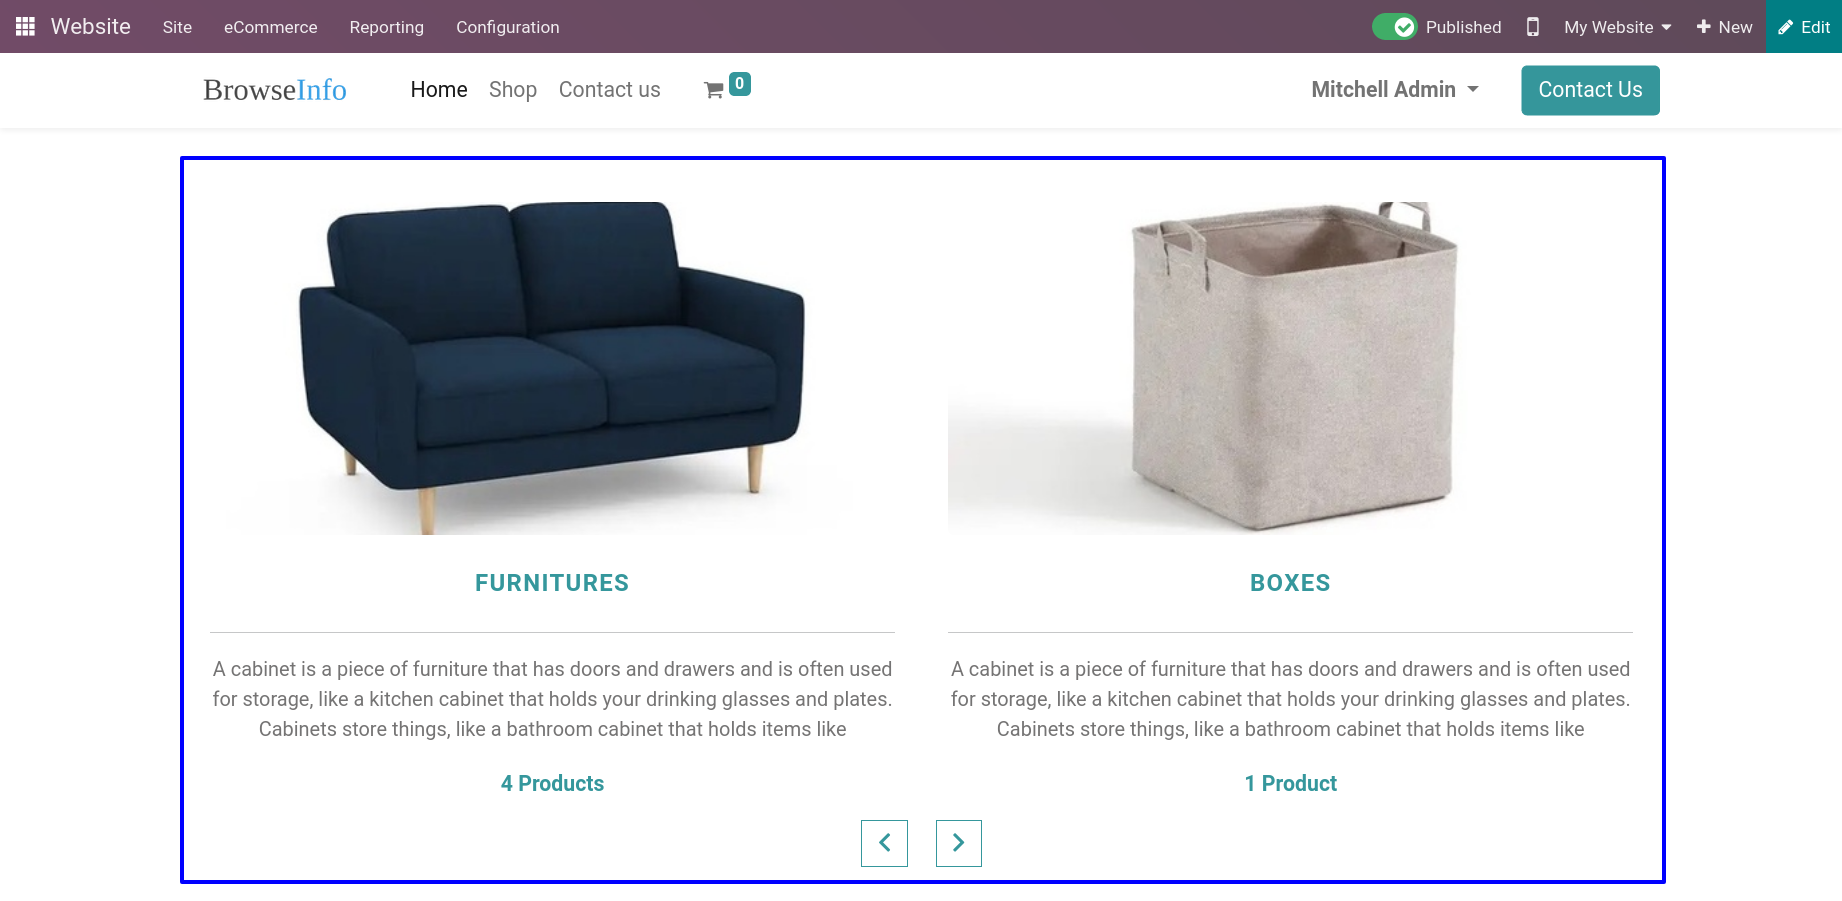 Website Site eCommerce Reporting Configuration Published My Website New Edit
BrowseInfo Home Shop Contact us 0 Mitchell Admin Contact Us
FURNITURES
A cabinet is a piece of furniture that has doors and drawers and is often used
for storage, like a kitchen cabinet that holds your drinking glasses and plates.
Cabinets store things, like a bathroom cabinet that holds items like
4 Products
BOXES
A cabinet is a piece of furniture that has doors and drawers and is often used
for storage, like a kitchen cabinet that holds your drinking glasses and plates.
Cabinets store things, like a bathroom cabinet that holds items like
1 Product